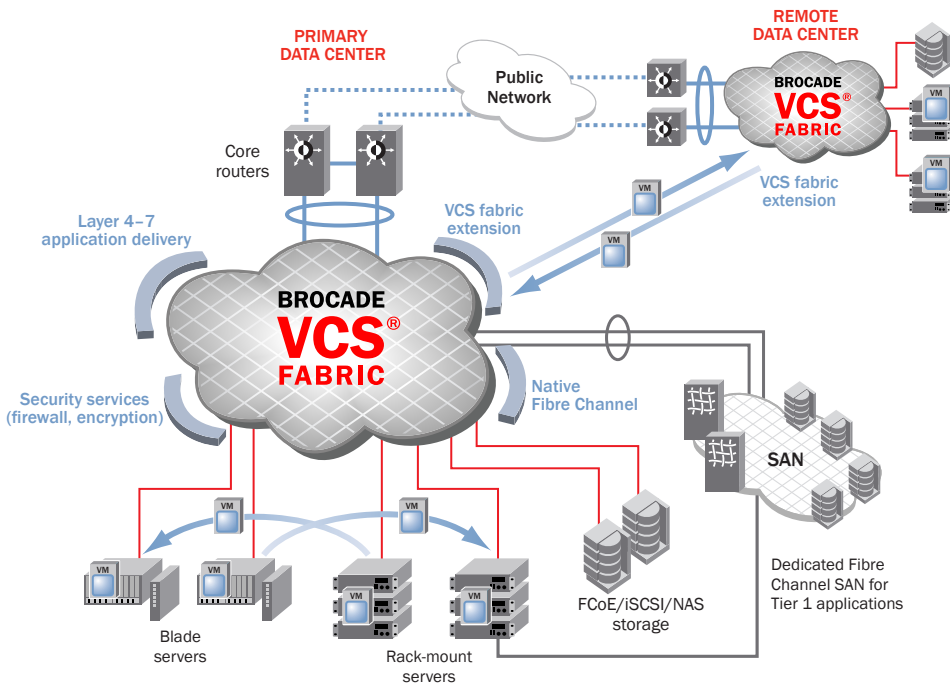 PRIMARY
DATA CENTER
REMOTE
DATA CENTER
Public
Network
BROCADE
VCS®
FABRIC
VM
VM
Core
routers
VCS fabric
extension
VM
VM
VCS fabric
extension
Layer 4–7
application delivery
BROCADE
VCS®
FABRIC
Security services
(firewall, encryption)
Native
Fibre Channel
SAN
VM
VM
VM
VM
VM
VM
Blade
servers
Rack-mount
servers
FCoE/iSCSI/NAS
storage
Dedicated Fibre
Channel SAN for
Tier 1 applications